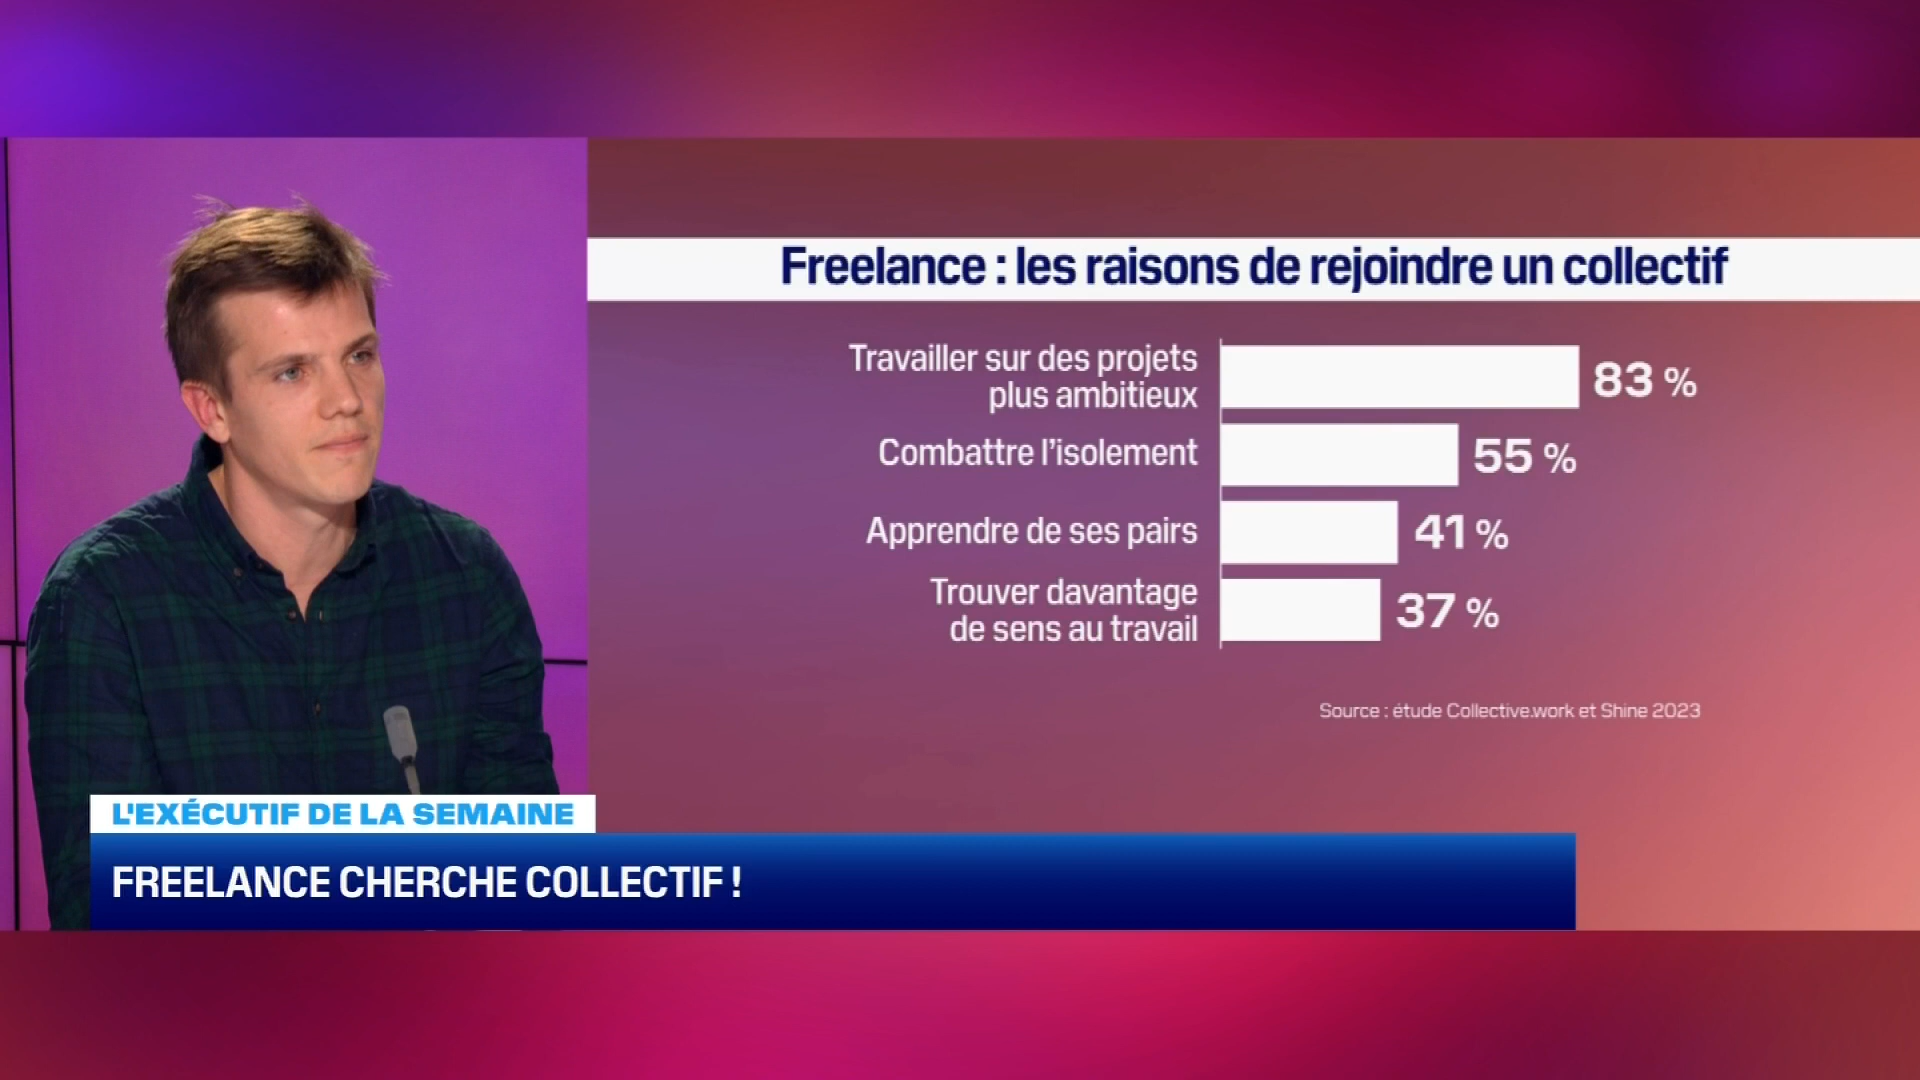 Freelance : les raisons de rejoindre un collectif
Travailler sur des projets
plus ambitieux
83 %
Combattre l'isolement
55 %
Apprendre de ses pairs
41 %
Trouver davantage
de sens au travail
37 %
Source : étude Collective.work et Shine 2023
L'EXÉCUTIF DE LA SEMAINE
FREELANCE CHERCHE COLLECTIF !